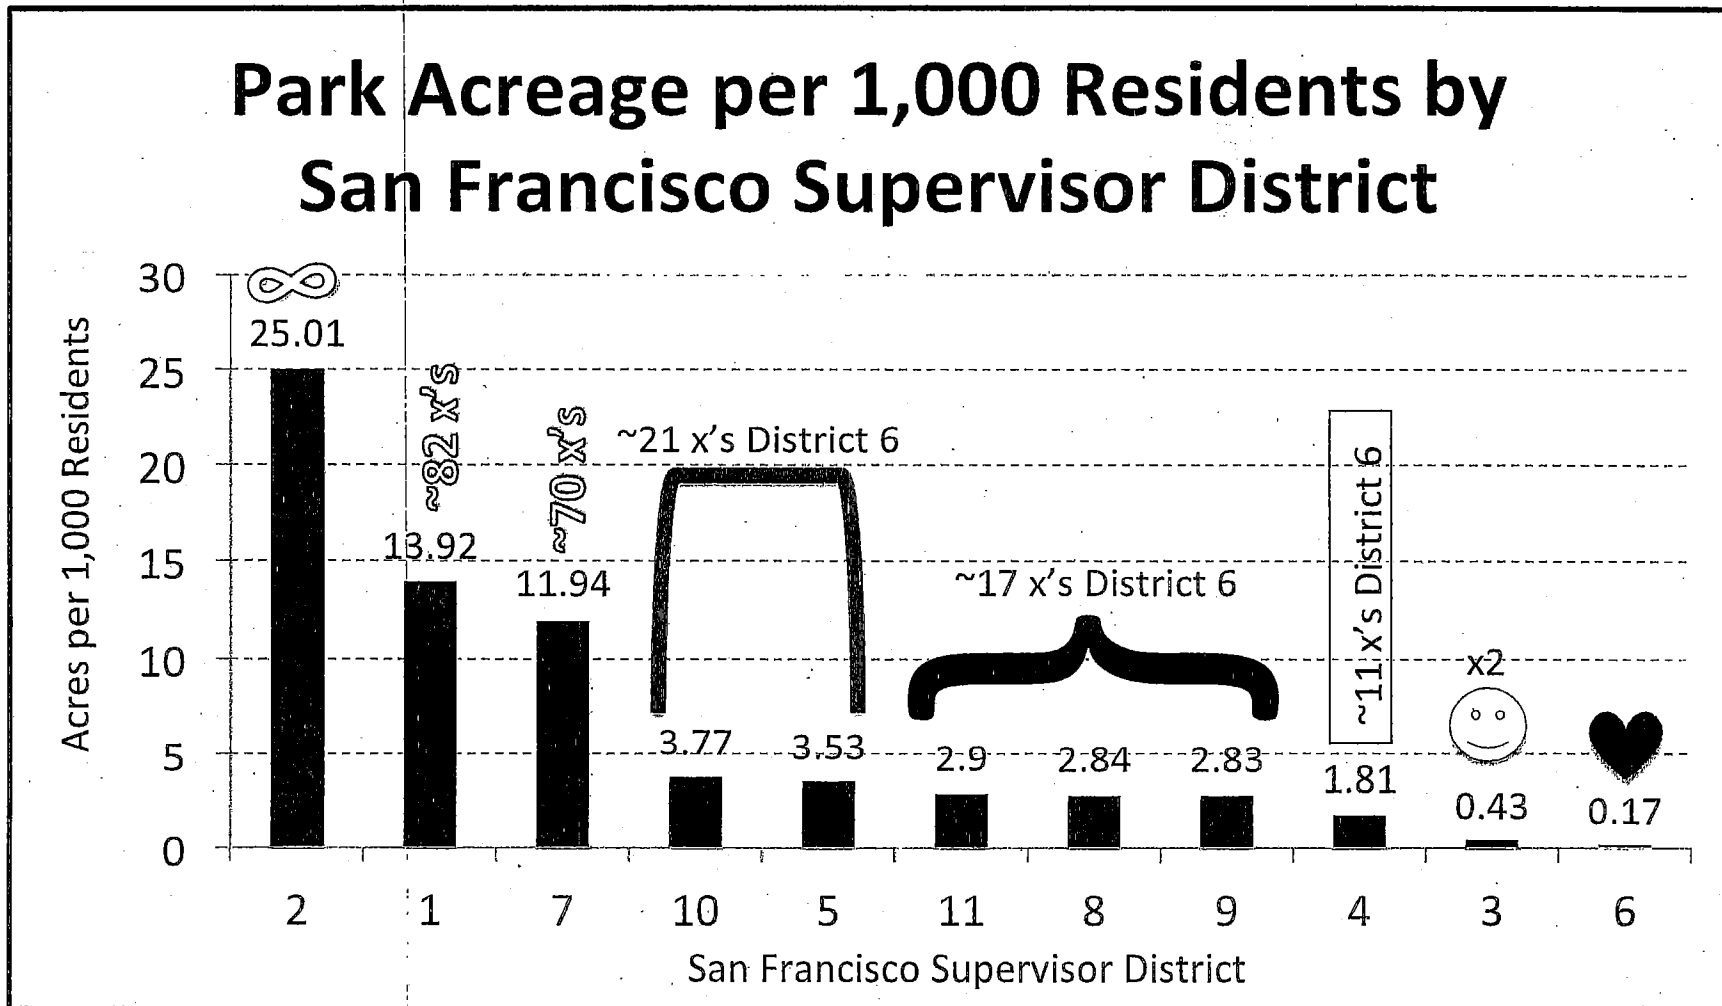 Park Acreage per 1,000 Residents by
San Francisco Supervisor District
Acres per 1,000 Residents
30
25
20
15
10
5
0
∞
25.01
~82 x's
13.92
~70 x's
11.94
~21 x's District 6
3.77
3.53
~17 x's District 6
2.9
2.84
2.83
~11 x's District 6
1.81
x2
0.43
0.17
2 1 7 10 5 11 8 9 4 3 6
San Francisco Supervisor District